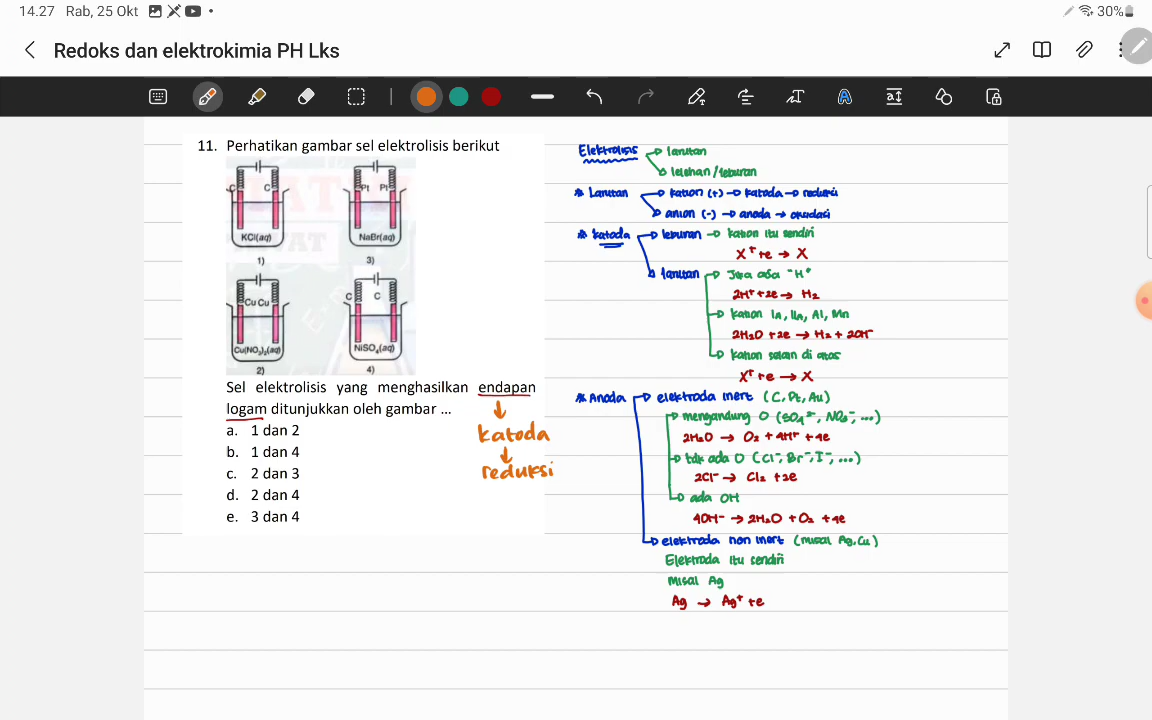 14.27 Rab, 25 Okt
30%
Redoks dan elektrokimia PH Lks
11. Perhatikan gambar sel elektrolisis berikut
C C
KCl(aq)
1)
Pt Pt
NaBr(aq)
3)
Cu Cu
Cu(NO3)2(aq)
2)
C C
NiSO4(aq)
4)
Sel elektrolisis yang menghasilkan endapan
logam ditunjukkan oleh gambar ...
a. 1 dan 2
b. 1 dan 4
c. 2 dan 3
d. 2 dan 4
e. 3 dan 4
katoda
reduksi
Elektrolisis → larutan
→ lelehan/leburan
* Larutan → kation (+) → katoda → reduksi
→ anion (-) → anoda → oksidasi
* katoda → leburan → kation itu sendiri
X⁺ + e → X
larutan → Jika ada "H"
2H⁺ + 2e → H₂
→ kation IA, IIA, Al, Mn
2H₂O + 2e → H₂ + 2OH⁻
→ kation selain di atas
X⁺ + e → X
* Anoda → elektroda inert (C, Pt, Au)
→ mengandung O (SO₄²⁻, NO₃⁻, ...)
2H₂O → O₂ + 4H⁺ + 4e
→ tdk ada O (Cl⁻, Br⁻, I⁻, ...)
2Cl⁻ → Cl₂ + 2e
→ ada OH
4OH⁻ → 2H₂O + O₂ + 4e
→ elektroda non inert (misal Ag, Cu)
Elektroda itu sendiri
Misal Ag
Ag → Ag⁺ + e